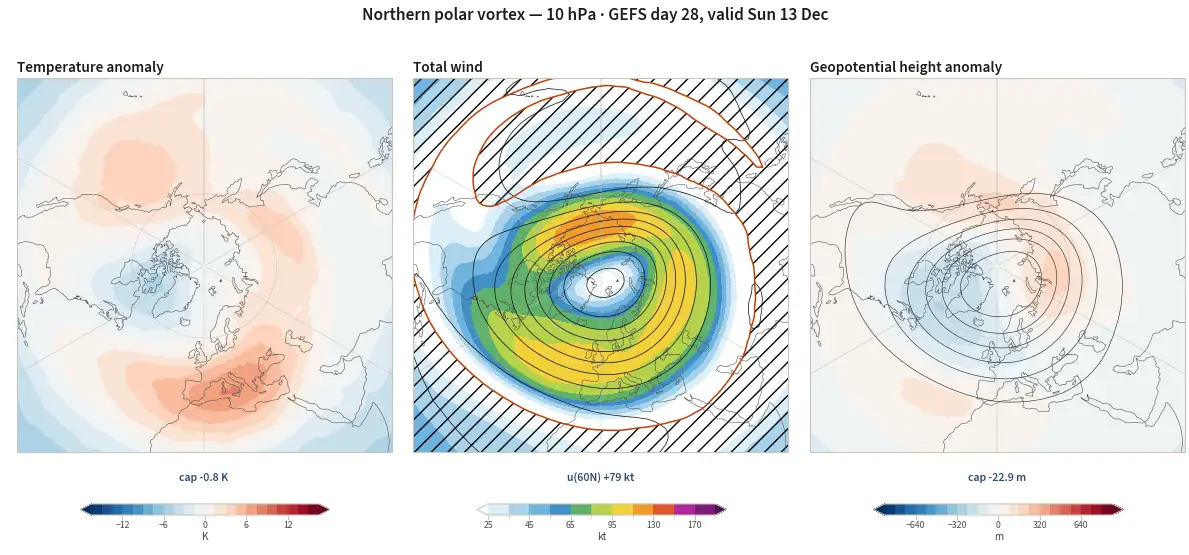 Northern polar vortex — 10 hPa · GEFS day 28, valid Sun 13 Dec
Temperature anomaly
Total wind
Geopotential height anomaly
cap -0.8 K
u(60N) +79 kt
cap -22.9 m
−12 −6 0 6 12
K
25 45 65 95 130 170
kt
−640 −320 0 320 640
m